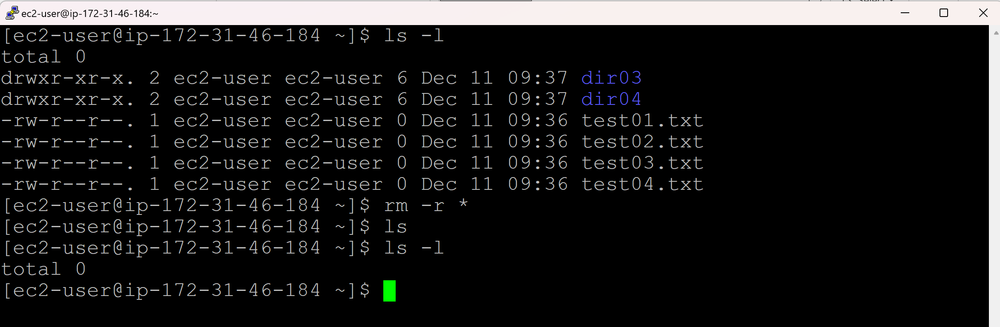 ec2-user@ip-172-31-46-184:~
[ec2-user@ip-172-31-46-184 ~]$ ls -l
total 0
drwxr-xr-x. 2 ec2-user ec2-user 6 Dec 11 09:37 dir03
drwxr-xr-x. 2 ec2-user ec2-user 6 Dec 11 09:37 dir04
-rw-r--r--. 1 ec2-user ec2-user 0 Dec 11 09:36 test01.txt
-rw-r--r--. 1 ec2-user ec2-user 0 Dec 11 09:36 test02.txt
-rw-r--r--. 1 ec2-user ec2-user 0 Dec 11 09:36 test03.txt
-rw-r--r--. 1 ec2-user ec2-user 0 Dec 11 09:36 test04.txt
[ec2-user@ip-172-31-46-184 ~]$ rm -r *
[ec2-user@ip-172-31-46-184 ~]$ ls
[ec2-user@ip-172-31-46-184 ~]$ ls -l
total 0
[ec2-user@ip-172-31-46-184 ~]$